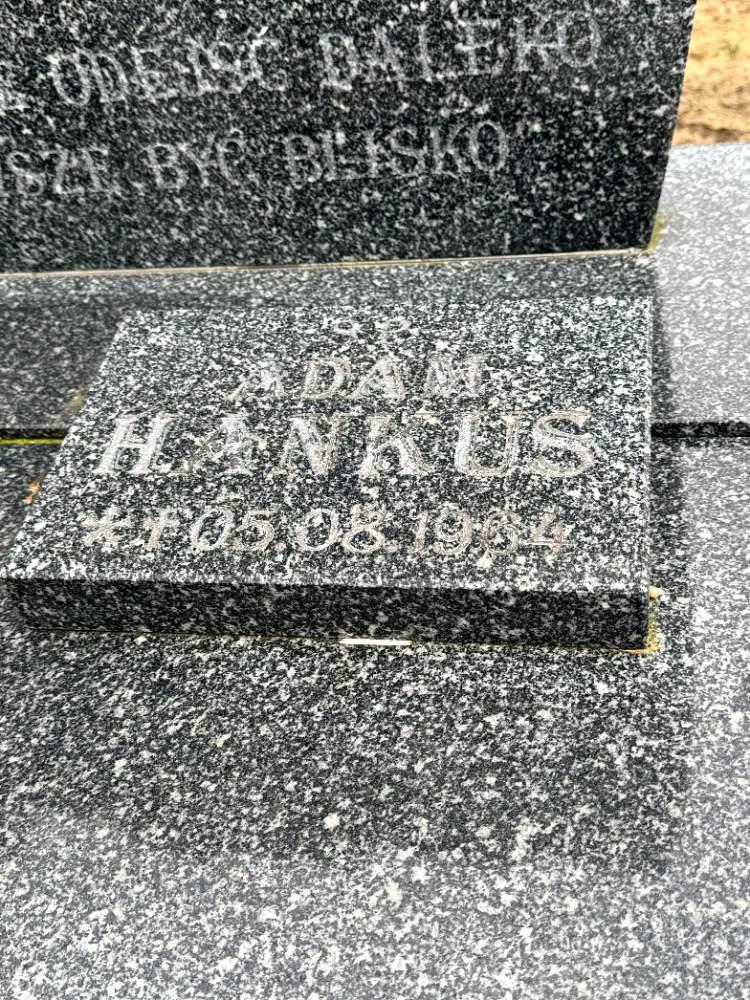 ODEJŚĆ DALEKO
BYĆ BLISKO
ŚP
ADAM
HANKUS
*✝05.08.1964